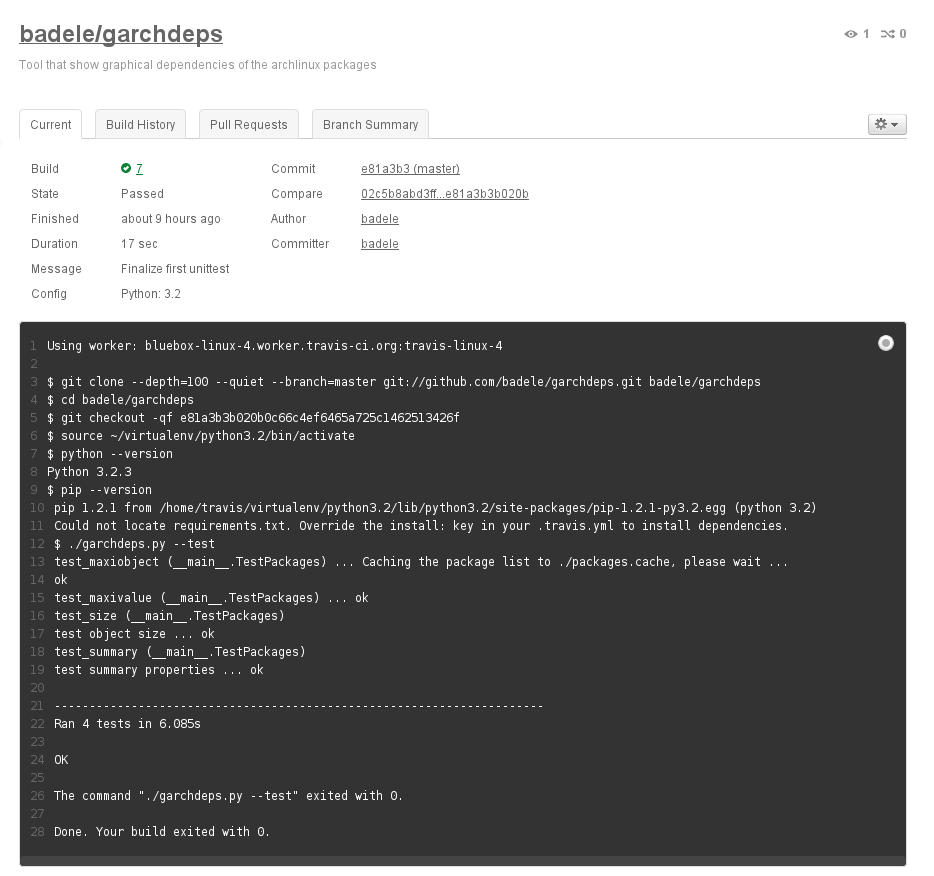 badele/garchdeps
1 0
Tool that show graphical dependencies of the archlinux packages
Current Build History Pull Requests Branch Summary
Build 7 Commit e81a3b3 (master)
State Passed Compare 02c5b8abd3ff...e81a3b3b020b
Finished about 9 hours ago Author badele
Duration 17 sec Committer badele
Message Finalize first unittest
Config Python: 3.2
1 Using worker: bluebox-linux-4.worker.travis-ci.org:travis-linux-4
2
3 $ git clone --depth=100 --quiet --branch=master git://github.com/badele/garchdeps.git badele/garchdeps
4 $ cd badele/garchdeps
5 $ git checkout -qf e81a3b3b020b0c66c4ef6465a725c1462513426f
6 $ source ~/virtualenv/python3.2/bin/activate
7 $ python --version
8 Python 3.2.3
9 $ pip --version
10 pip 1.2.1 from /home/travis/virtualenv/python3.2/lib/python3.2/site-packages/pip-1.2.1-py3.2.egg (python 3.2)
11 Could not locate requirements.txt. Override the install: key in your .travis.yml to install dependencies.
12 $ ./garchdeps.py --test
13 test_maxiobject (__main__.TestPackages) ... Caching the package list to ./packages.cache, please wait ...
14 ok
15 test_maxivalue (__main__.TestPackages) ... ok
16 test_size (__main__.TestPackages)
17 test object size ... ok
18 test_summary (__main__.TestPackages)
19 test summary properties ... ok
20
21 ----------------------------------------------------------------------
22 Ran 4 tests in 6.085s
23
24 OK
25
26 The command "./garchdeps.py --test" exited with 0.
27
28 Done. Your build exited with 0.